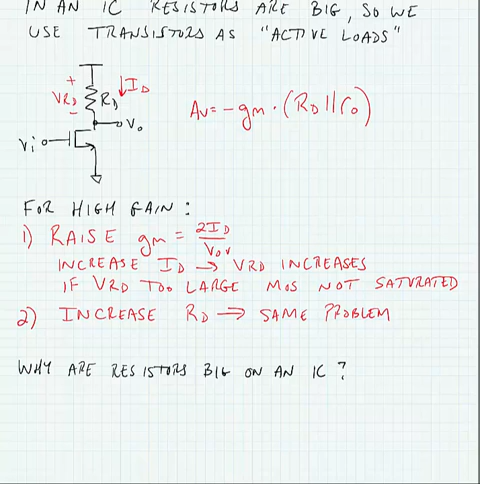 IN AN IC RESISTORS ARE BIG, SO WE
USE TRANSISTORS AS "ACTIVE LOADS"
+
VRD
-
RD
ID
Vo
Vi
Av = -gm · (RD || ro)
FOR HIGH GAIN:
1) RAISE gm = 2ID / Vov
INCREASE ID → VRD INCREASES
IF VRD TOO LARGE MOS NOT SATURATED
2) INCREASE RD → SAME PROBLEM
WHY ARE RESISTORS BIG ON AN IC?